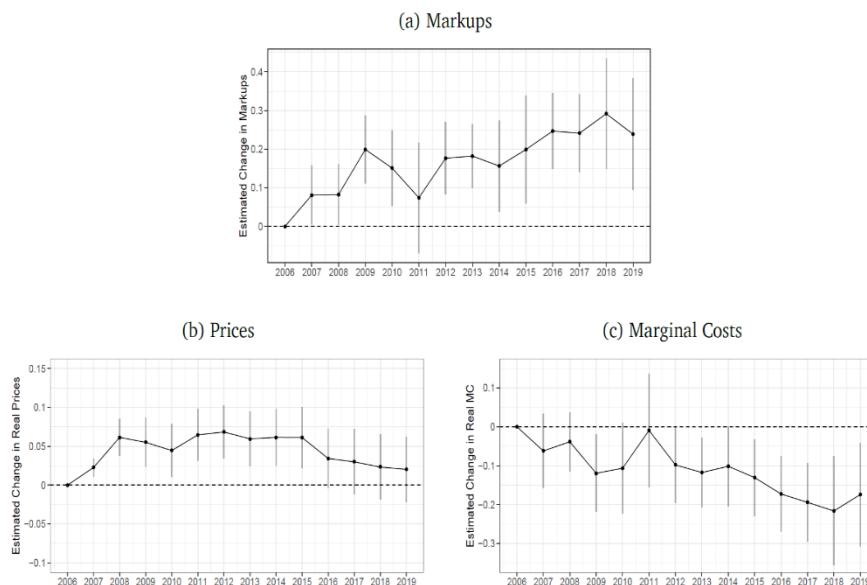 (a) Markups
Estimated Change in Markups
0.4
0.3
0.2
0.1
0
2006 2007 2008 2009 2010 2011 2012 2013 2014 2015 2016 2017 2018 2019
(b) Prices
Estimated Change in Real Prices
0.15
0.1
0.05
0
−0.05
−0.1
2006 2007 2008 2009 2010 2011 2012 2013 2014 2015 2016 2017 2018 2019
(c) Marginal Costs
Estimated Change in Real MC
0.1
0
−0.1
−0.2
−0.3
2006 2007 2008 2009 2010 2011 2012 2013 2014 2015 2016 2017 2018 2019